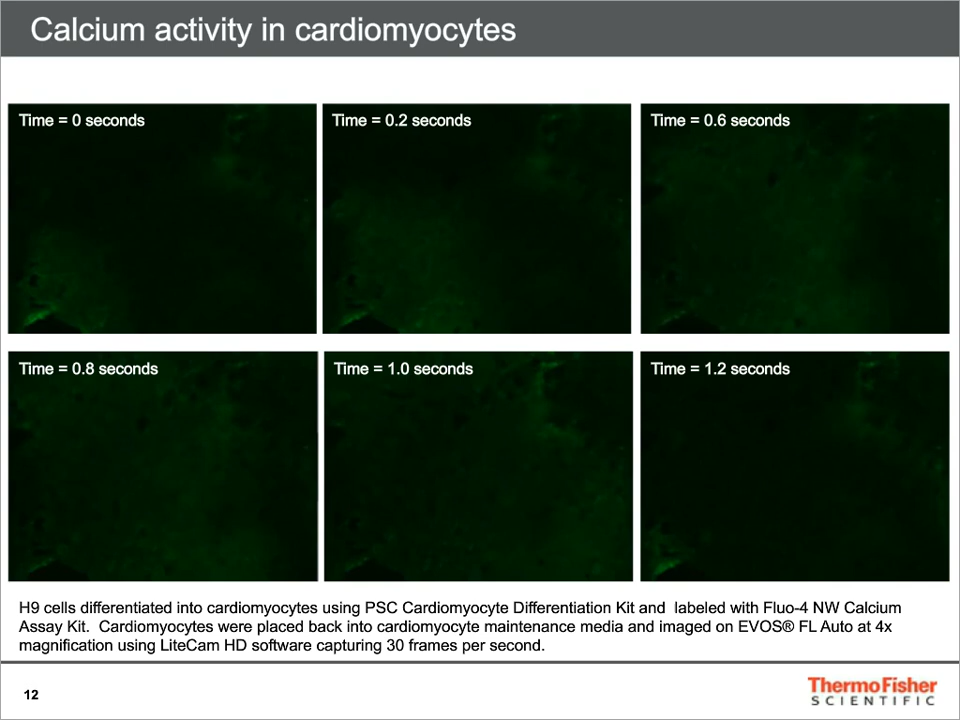 Calcium activity in cardiomyocytes
Time = 0 seconds
Time = 0.2 seconds
Time = 0.6 seconds
Time = 0.8 seconds
Time = 1.0 seconds
Time = 1.2 seconds
H9 cells differentiated into cardiomyocytes using PSC Cardiomyocyte Differentiation Kit and  labeled with Fluo-4 NW Calcium
Assay Kit.  Cardiomyocytes were placed back into cardiomyocyte maintenance media and imaged on EVOS® FL Auto at 4x
magnification using LiteCam HD software capturing 30 frames per second.
12
ThermoFisher
SCIENTIFIC